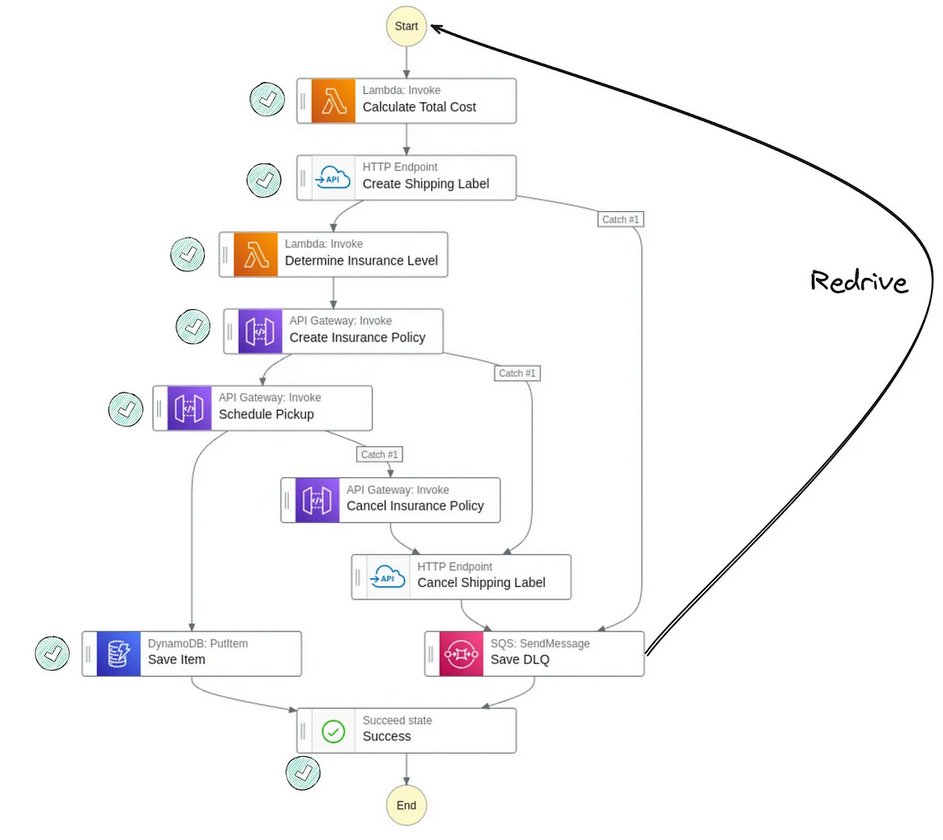 Start
Lambda: Invoke
Calculate Total Cost
HTTP Endpoint
API
Create Shipping Label
Catch #1
Lambda: Invoke
Determine Insurance Level
Redrive
API Gateway: Invoke
Create Insurance Policy
Catch #1
API Gateway: Invoke
Schedule Pickup
Catch #1
API Gateway: Invoke
Cancel Insurance Policy
HTTP Endpoint
API
Cancel Shipping Label
DynamoDB: PutItem
Save Item
SQS: SendMessage
Save DLQ
Succeed state
Success
End